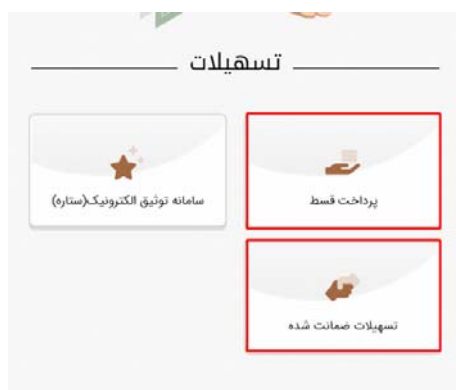 تسهیلات
پرداخت قسط
سامانه توثیق الکترونیک(ستاره)
تسهیلات ضمانت شده